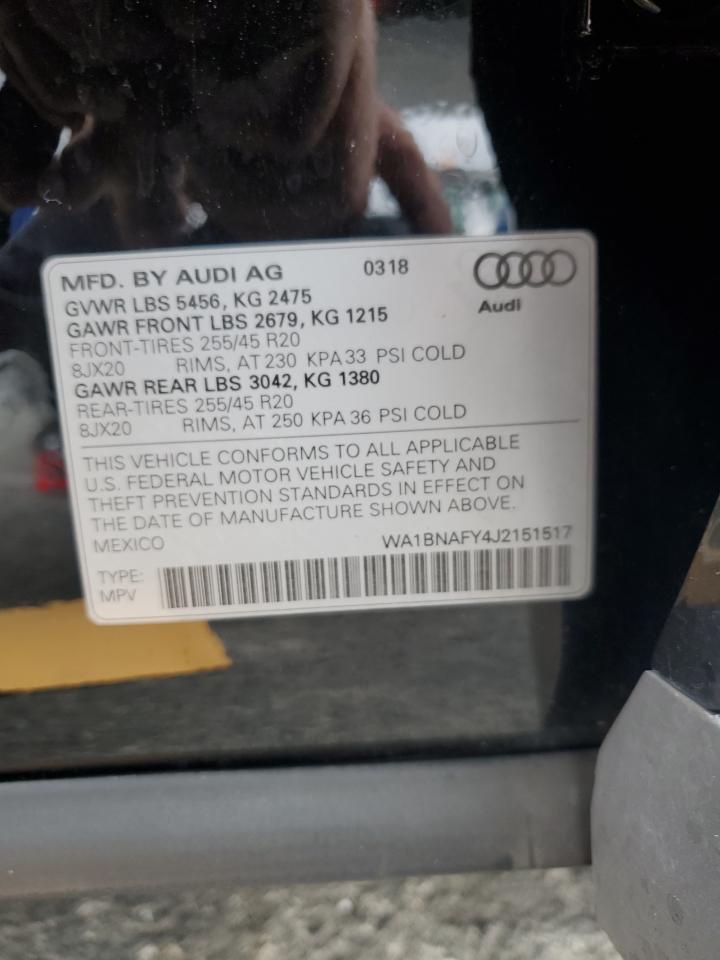 MFD. BY AUDI AG 0318
Audi
GVWR LBS 5456, KG 2475
GAWR FRONT LBS 2679, KG 1215
FRONT-TIRES 255/45 R20
8JX20 RIMS, AT 230 KPA 33 PSI COLD
GAWR REAR LBS 3042, KG 1380
REAR-TIRES 255/45 R20
8JX20 RIMS, AT 250 KPA 36 PSI COLD
THIS VEHICLE CONFORMS TO ALL APPLICABLE
U.S. FEDERAL MOTOR VEHICLE SAFETY AND
THEFT PREVENTION STANDARDS IN EFFECT ON
THE DATE OF MANUFACTURE SHOWN ABOVE.
MEXICO WA1BNAFY4J2151517
TYPE:
MPV